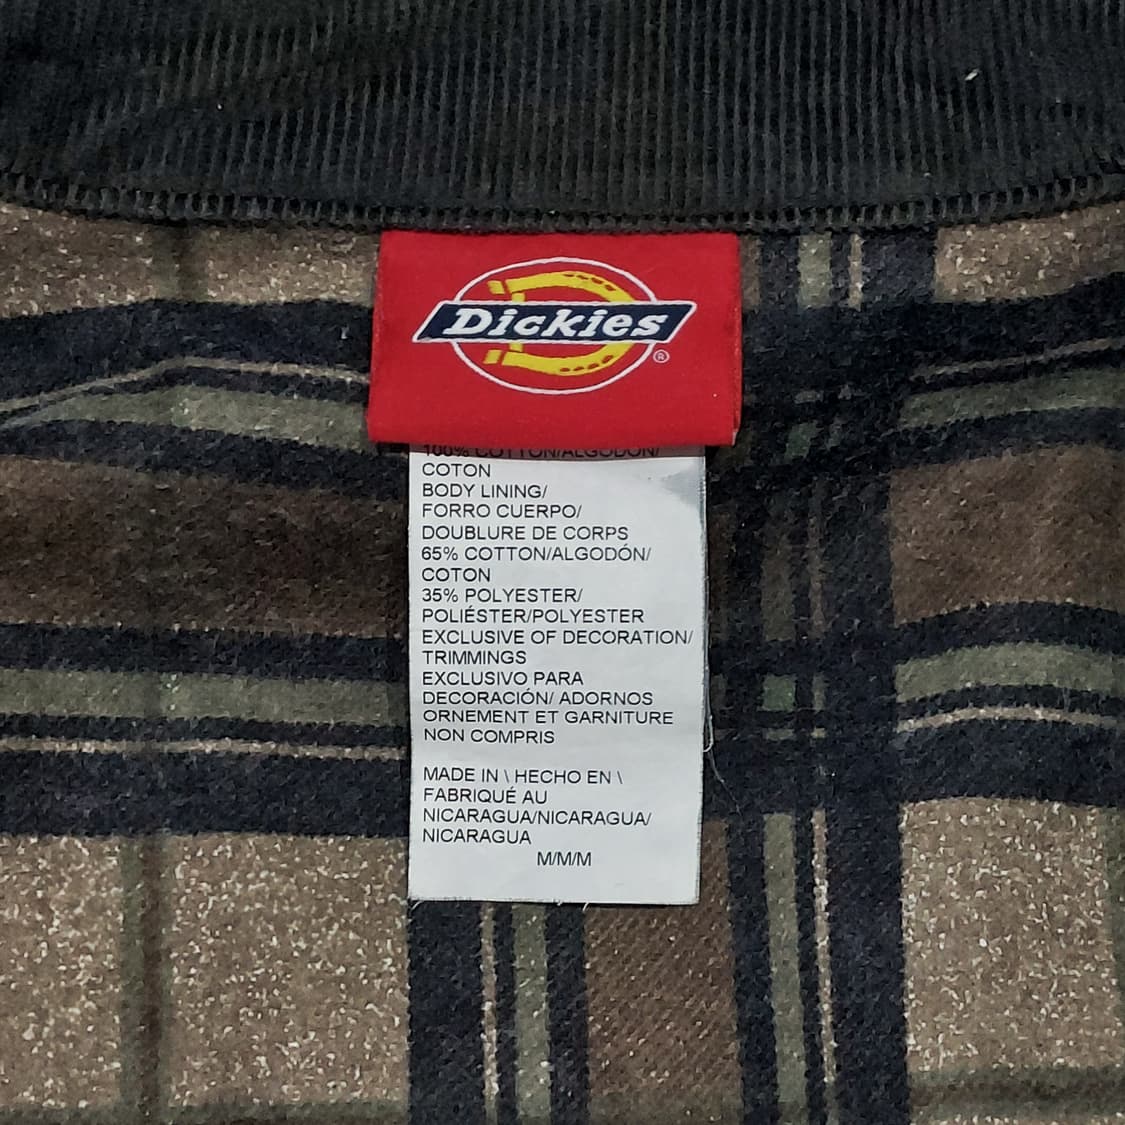 Dickies
®
100% COTTON/ALGODÓN/
COTON
BODY LINING/
FORRO CUERPO/
DOUBLURE DE CORPS
65% COTTON/ALGODÓN/
COTON
35% POLYESTER/
POLIÉSTER/POLYESTER
EXCLUSIVE OF DECORATION/
TRIMMINGS
EXCLUSIVO PARA
DECORACIÓN/ ADORNOS
ORNEMENT ET GARNITURE
NON COMPRIS
MADE IN \ HECHO EN \
FABRIQUÉ AU
NICARAGUA/NICARAGUA/
NICARAGUA
M/M/M